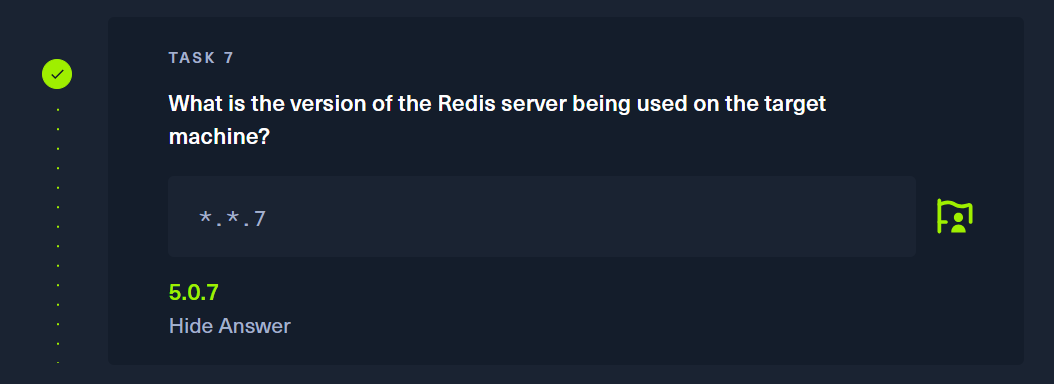 TASK 7
What is the version of the Redis server being used on the target
machine?
*.*.7
5.0.7
Hide Answer